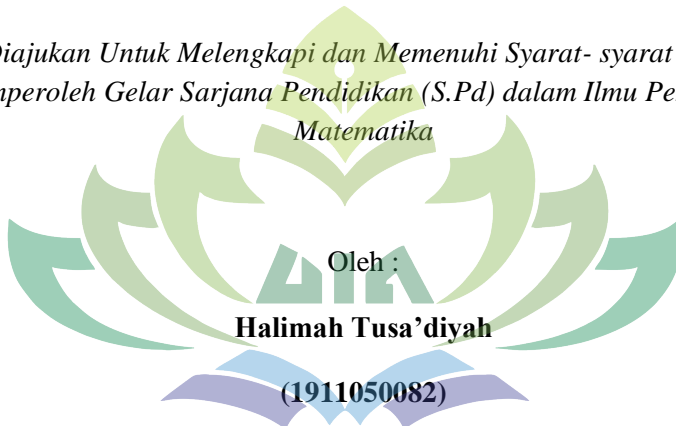 Diajukan Untuk Melengkapi dan Memenuhi Syarat- syarat
peroleh Gelar Sarjana Pendidikan (S.Pd) dalam Ilmu
Matematika
Oleh :
Halimah Tusa’diyah
(1911050082)